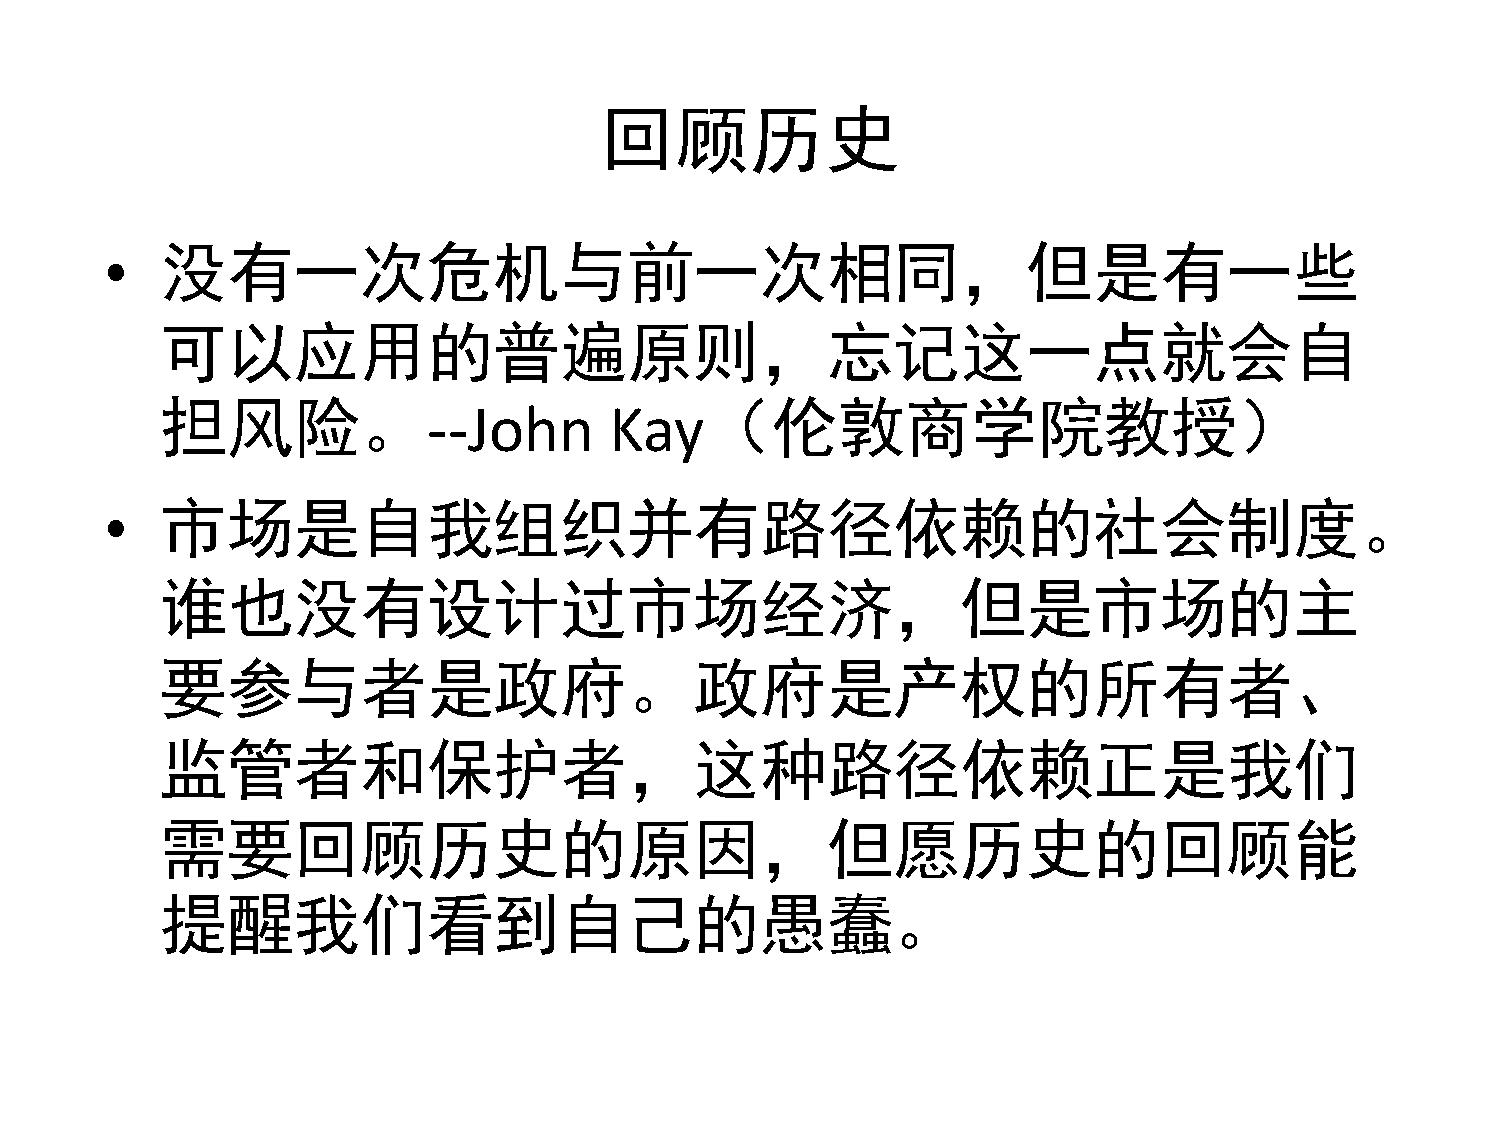 回顾历史
• 没有一次危机与前一次相同，但是有一些
可以应用的普遍原则，忘记这一点就会自
担风险。--John Kay（伦敦商学院教授）
• 市场是自我组织并有路径依赖的社会制度。
谁也没有设计过市场经济，但是市场的主
要参与者是政府。政府是产权的所有者、
监管者和保护者，这种路径依赖正是我们
需要回顾历史的原因，但愿历史的回顾能
提醒我们看到自己的愚蠢。